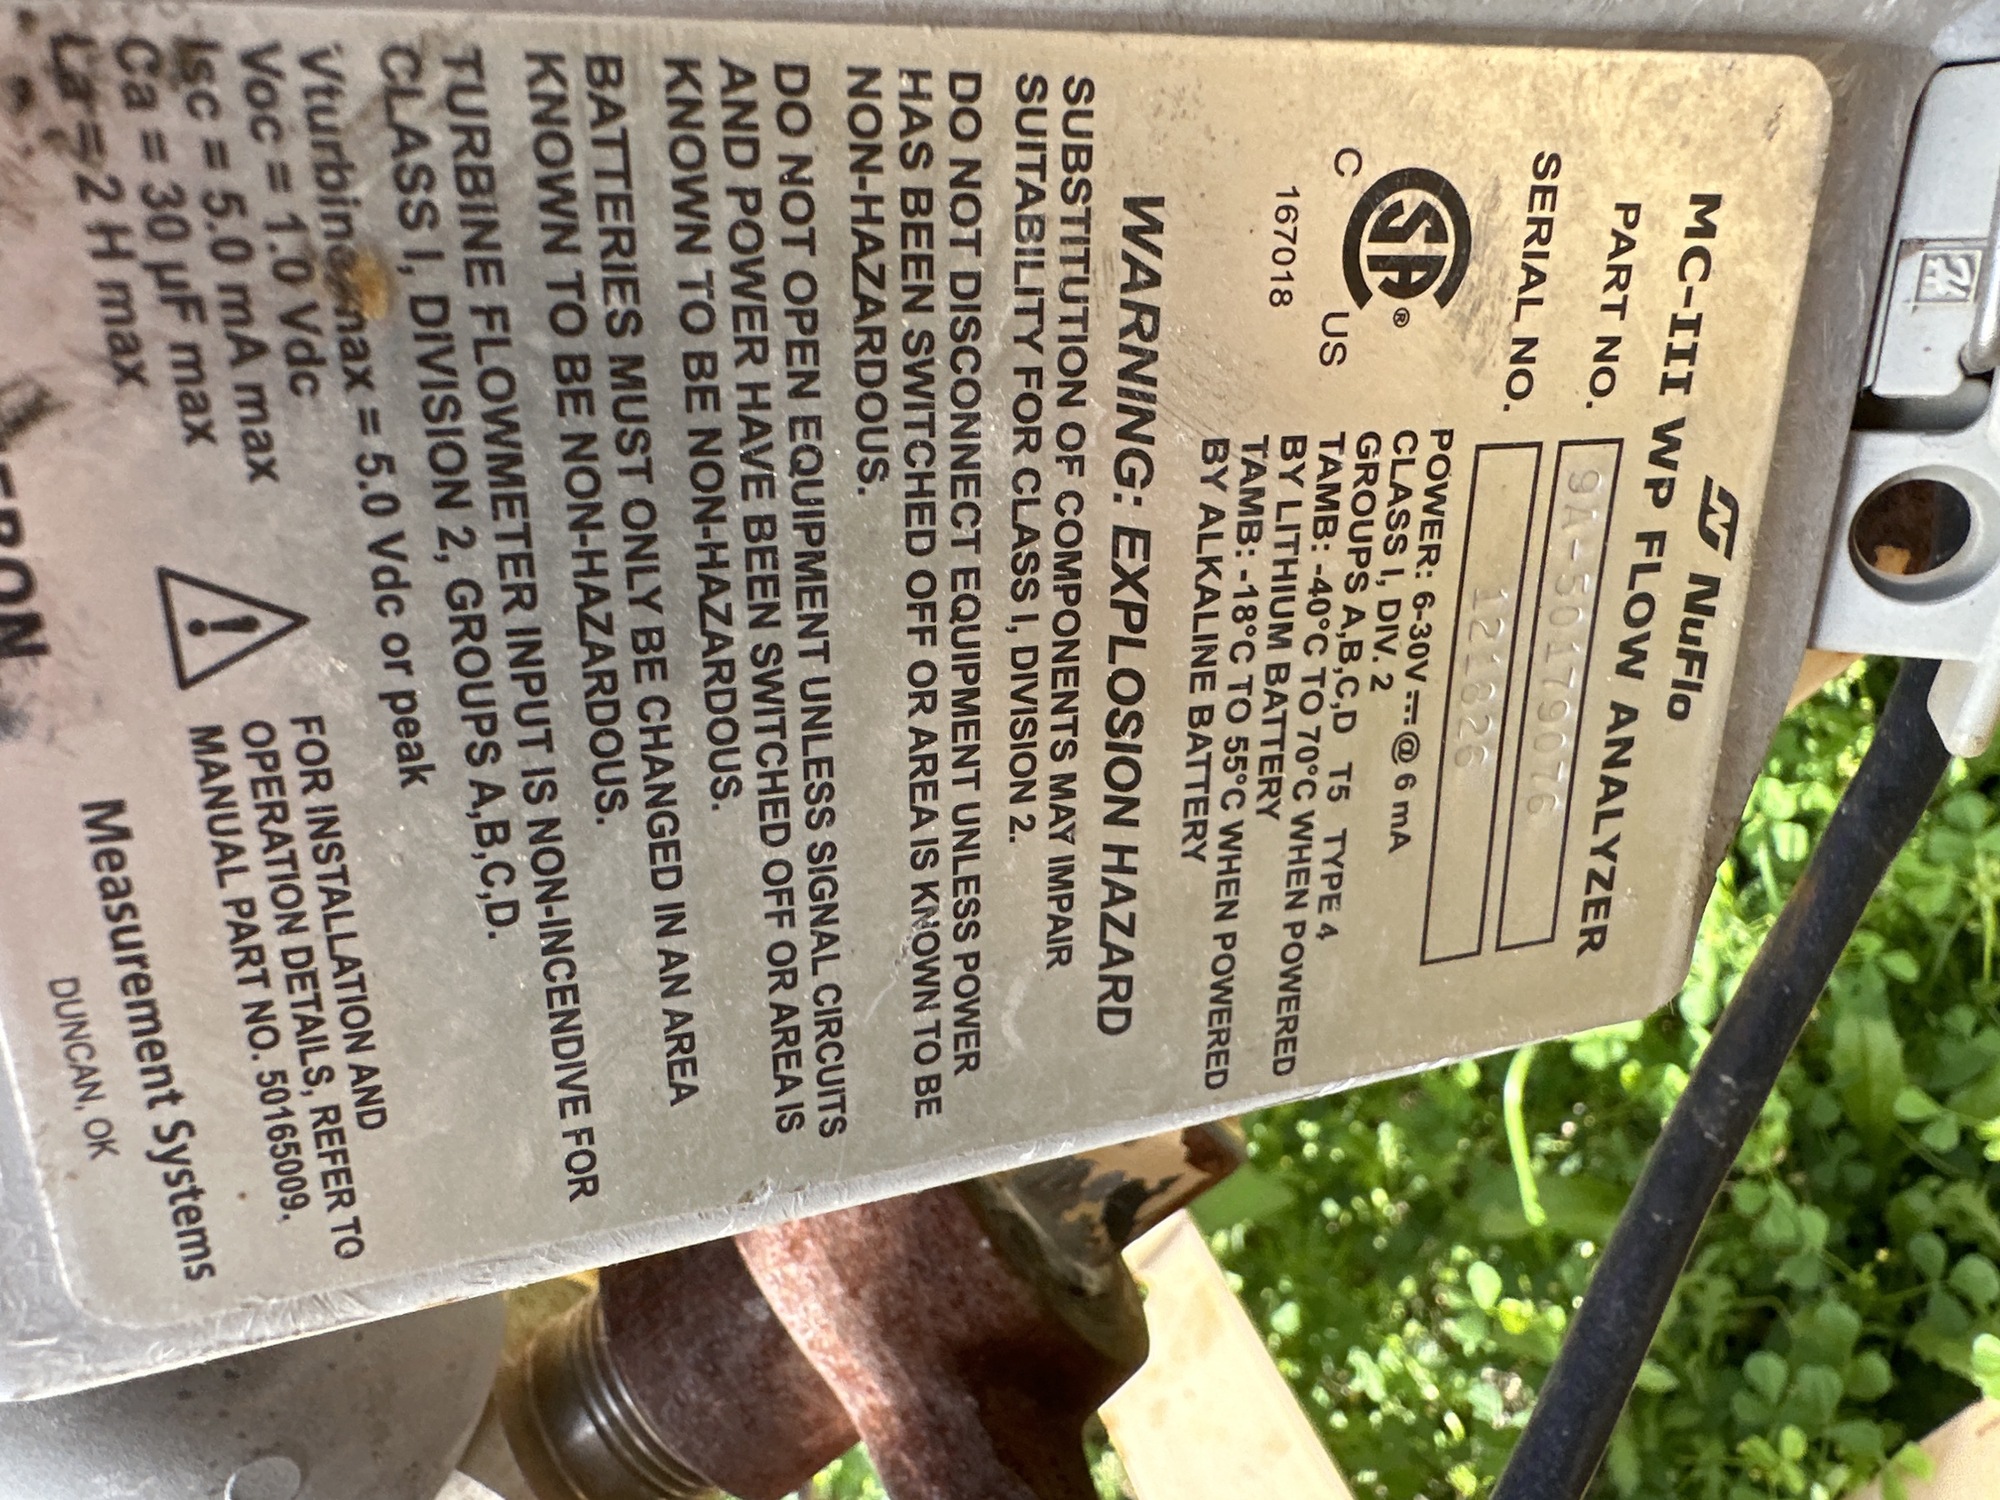 NUFLO
MC-III WP FLOW ANALYZER
PART NO. 9A-50179076
SERIAL NO. 121826
C US ®
167018
POWER: 6-30V ⎓ @ 6 mA
CLASS I, DIV. 2
GROUPS A,B,C,D T5 TYPE 4
TAMB: -40°C TO 70°C WHEN POWERED
BY LITHIUM BATTERY
TAMB: -18°C TO 55°C WHEN POWERED
BY ALKALINE BATTERY
WARNING: EXPLOSION HAZARD
SUBSTITUTION OF COMPONENTS MAY IMPAIR
SUITABILITY FOR CLASS I, DIVISION 2.
DO NOT DISCONNECT EQUIPMENT UNLESS POWER
HAS BEEN SWITCHED OFF OR AREA IS KNOWN TO BE
NON-HAZARDOUS.
DO NOT OPEN EQUIPMENT UNLESS SIGNAL CIRCUITS
AND POWER HAVE BEEN SWITCHED OFF OR AREA IS
KNOWN TO BE NON-HAZARDOUS.
BATTERIES MUST ONLY BE CHANGED IN AN AREA
KNOWN TO BE NON-HAZARDOUS.
TURBINE FLOWMETER INPUT IS NON-INCENDIVE FOR
CLASS I, DIVISION 2, GROUPS A,B,C,D.
Vturbine max = 5.0 Vdc or peak
Voc = 1.0 Vdc
Isc = 5.0 mA max
Ca = 30 µF max
La = 2 H max
FOR INSTALLATION AND
OPERATION DETAILS, REFER TO
MANUAL PART NO. 50165009.
Measurement Systems
DUNCAN, OK